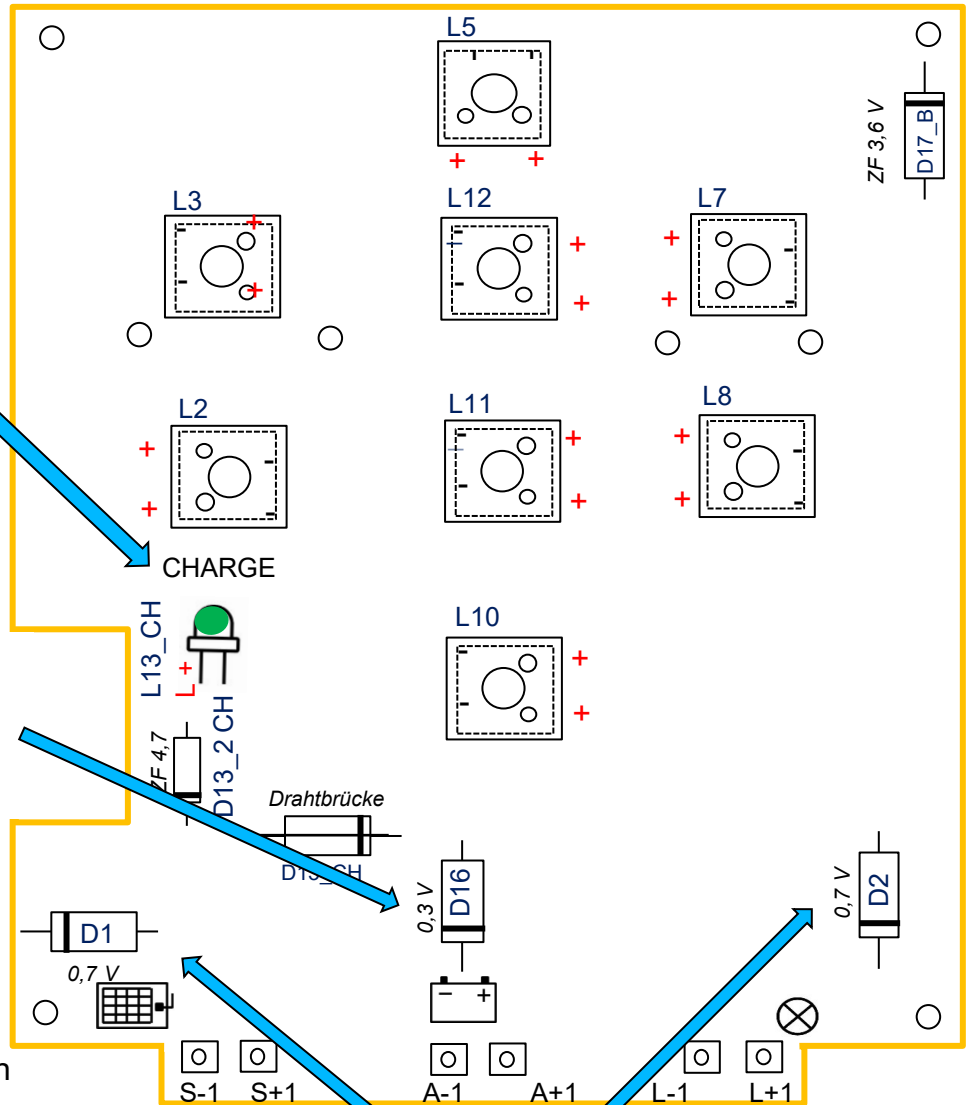 L5
+ +
ZF 3,6 V
D17_B
L3
L12
L7
+ + +
+ + +
L2
L11
L8
+ + +
+ + +
CHARGE
L13_CH
L +
L10
+
+
ZF 4,7
D13_2 CH
Drahtbrücke
D13_CH
0,3 V
D16
0,7 V
D2
D1
0,7 V
- +
n
S-1 S+1 A-1 A+1 L-1 L+1